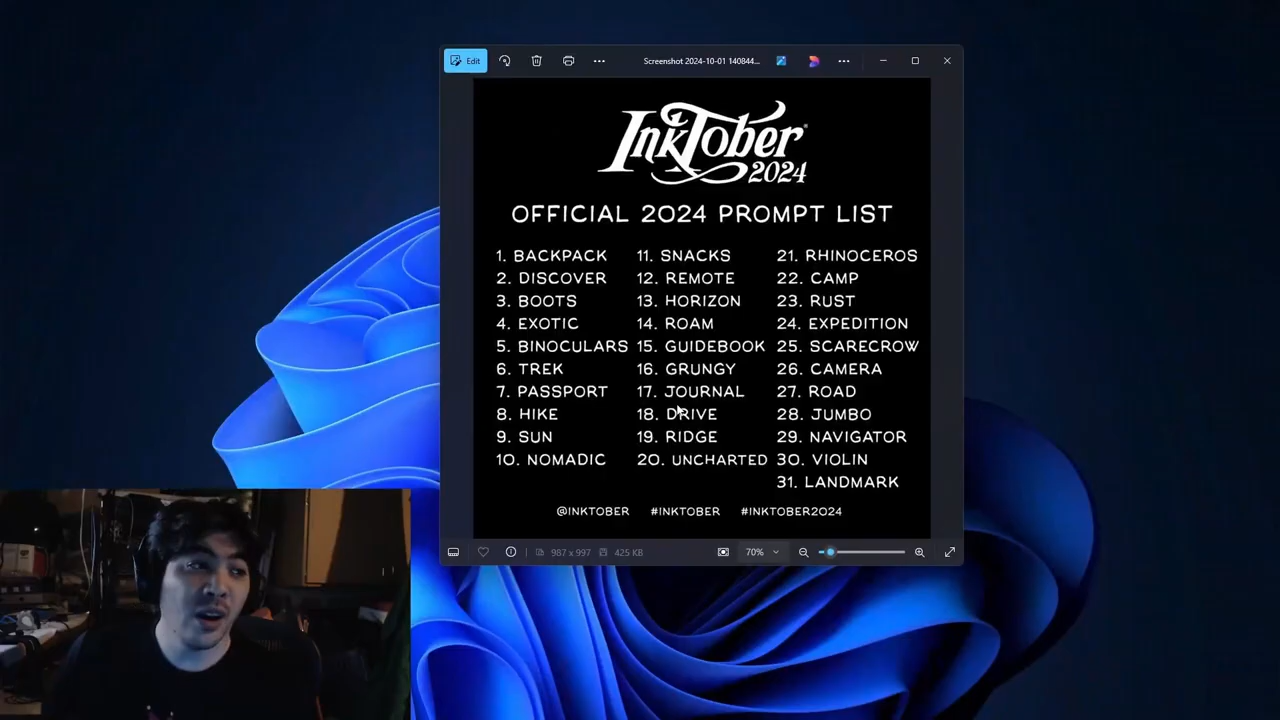 Edit
Screenshot 2024-10-01 140844...
InkTober®
2024
OFFICIAL 2024 PROMPT LIST
1. BACKPACK
2. DISCOVER
3. BOOTS
4. EXOTIC
5. BINOCULARS
6. TREK
7. PASSPORT
8. HIKE
9. SUN
10. NOMADIC
11. SNACKS
12. REMOTE
13. HORIZON
14. ROAM
15. GUIDEBOOK
16. GRUNGY
17. JOURNAL
18. DRIVE
19. RIDGE
20. UNCHARTED
21. RHINOCEROS
22. CAMP
23. RUST
24. EXPEDITION
25. SCARECROW
26. CAMERA
27. ROAD
28. JUMBO
29. NAVIGATOR
30. VIOLIN
31. LANDMARK
@INKTOBER #INKTOBER #INKTOBER2024
987 x 997 425 KB 70%